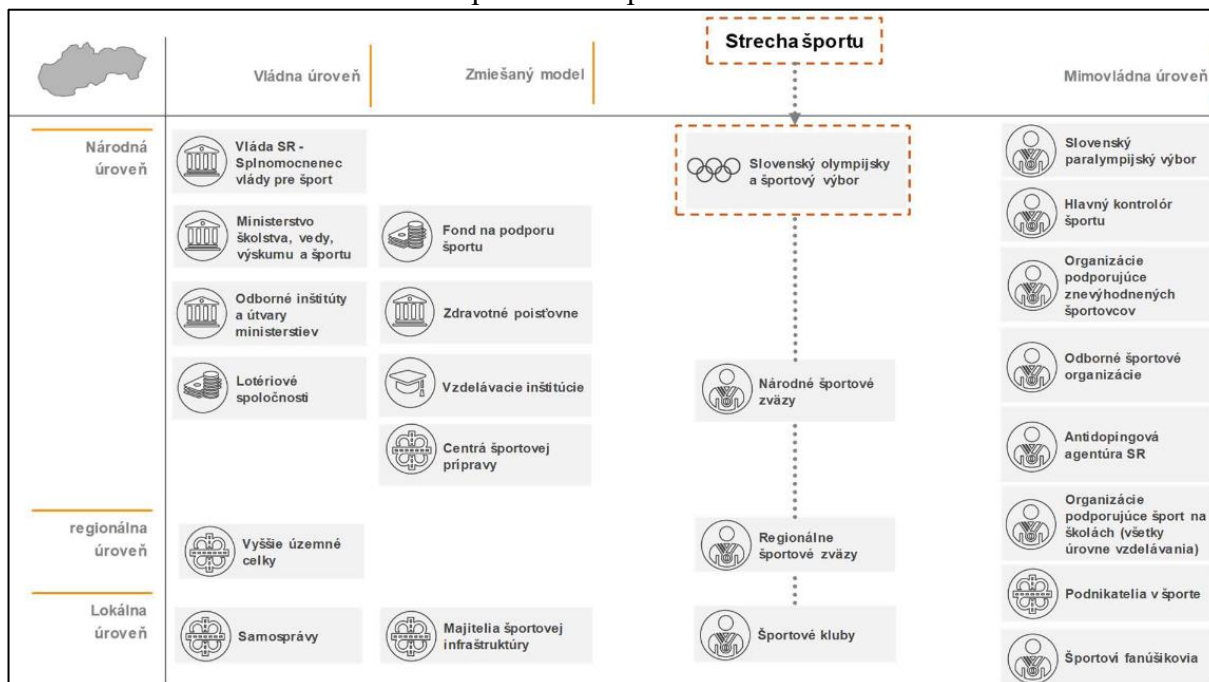 Strecha športu
Vládna úroveň
Zmiešaný model
Mimovládna úroveň
Národná
úroveň
Vláda SR -
Splnomocnenec
vlády pre šport
Slovenský olympijsky
a športový výbor
Slovenský
paralympijský výbor
Ministerstvo
školstva, vedy,
výskumu a športu
Fond na podporu
športu
Hlavný kontrolór
športu
Odborné inštitúty
a útvary
ministerstiev
Zdravotné poisťovne
Organizácie
podporujúce
znevýhodnených
športovcov
Lotériové
spoločnosti
Vzdelávacie inštitúcie
Národné športové
zväzy
Odborné športové
organizácie
Centrá športovej
prípravy
Antidopingová
agentúra SR
regionálna
úroveň
Vyššie územné
celky
Regionálne
športové zväzy
Organizácie
podporujúce šport na
školách (všetky
úrovne vzdelávania)
Podnikatelia v športe
Lokálna
úroveň
Samosprávy
Majitelia športovej
infraštruktúry
Športové kluby
Športoví fanúšikovia